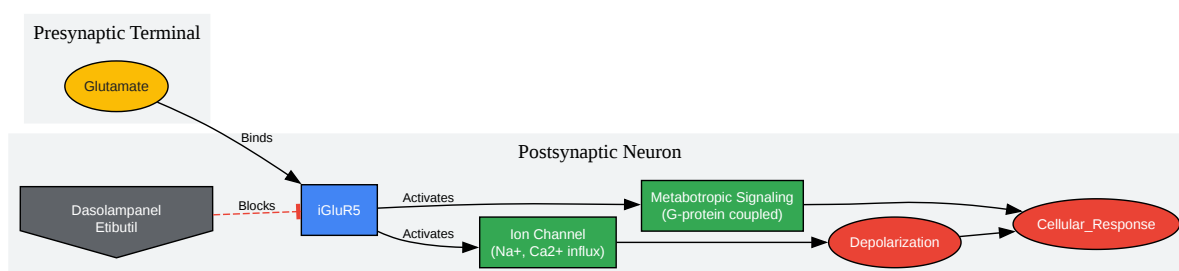 Presynaptic Terminal
Glutamate
Binds
Postsynaptic Neuron
Dasolampanel
Etibutil
Blocks
iGluR5
Activates
Activates
Metabotropic Signaling
(G-protein coupled)
Ion Channel
(Na+, Ca2+ influx)
Depolarization
Cellular_Response